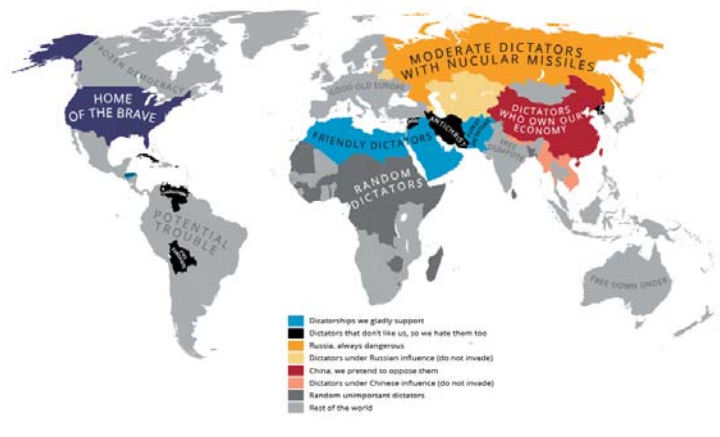 FROZEN DEMOCRACY
HOME
OF THE BRAVE
POTENTIAL
TROUBLE
GOOD OLD EUROPE
MODERATE DICTATORS
WITH NUCULAR MISSILES
FRIENDLY DICTATORS
ANTICHRIST
DICTATORS
WHO OWN OUR
ECONOMY
RANDOM
DICTATORS
FREE DOWN UNDER
Dictatorships we gladly support
Dictators that don't like us, so we hate them too
Russia, always dangerous
Dictators under Russian influence (do not invade)
China, we pretend to oppose them
Dictators under Chinese influence (do not invade)
Random unimportant dictators
Rest of the world